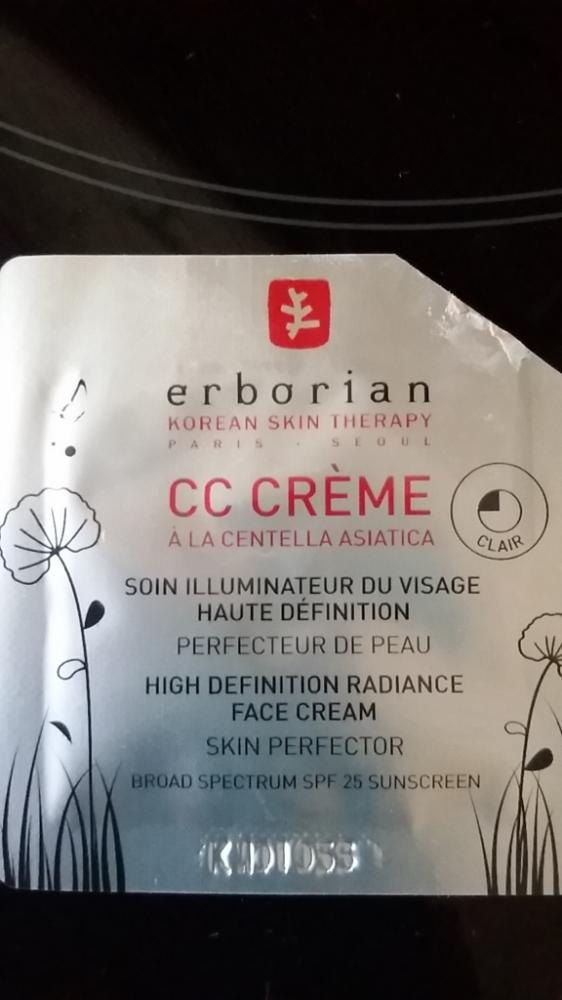 erborian
KOREAN SKIN THERAPY
PARIS · SEOUL
CC CRÈME
À LA CENTELLA ASIATICA
CLAIR
SOIN ILLUMINATEUR DU VISAGE
HAUTE DÉFINITION
PERFECTEUR DE PEAU
HIGH DEFINITION RADIANCE
FACE CREAM
SKIN PERFECTOR
BROAD SPECTRUM SPF 25 SUNSCREEN